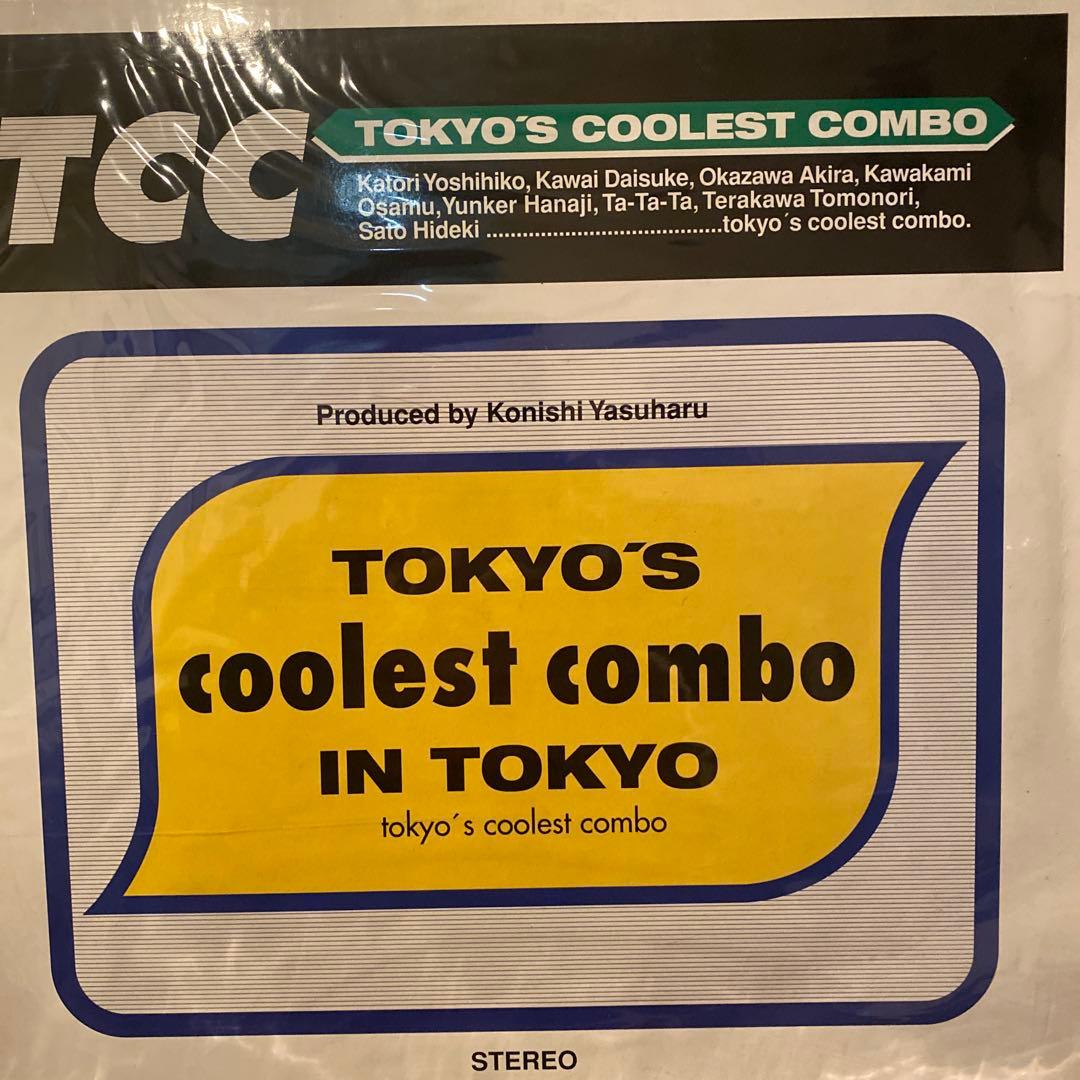 TCC
TOKYO´S COOLEST COMBO
Katori Yoshihiko, Kawai Daisuke, Okazawa Akira, Kawakami
Osamu, Yunker Hanaji, Ta-Ta-Ta, Terakawa Tomonori,
Sato Hideki .......................................tokyo´s coolest combo.
Produced by Konishi Yasuharu
TOKYO´S
coolest combo
IN TOKYO
tokyo´s coolest combo
STEREO